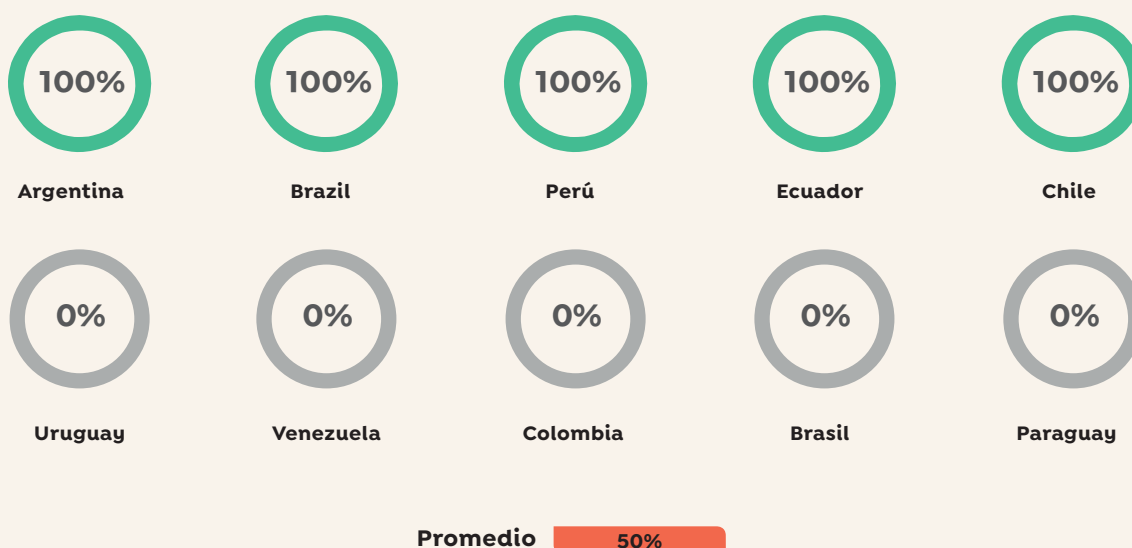 100% 100% 100% 100% 100%
Argentina Brazil Perú Ecuador Chile
0% 0% 0% 0% 0%
Uruguay Venezuela Colombia Brasil Paraguay
Promedio 50%